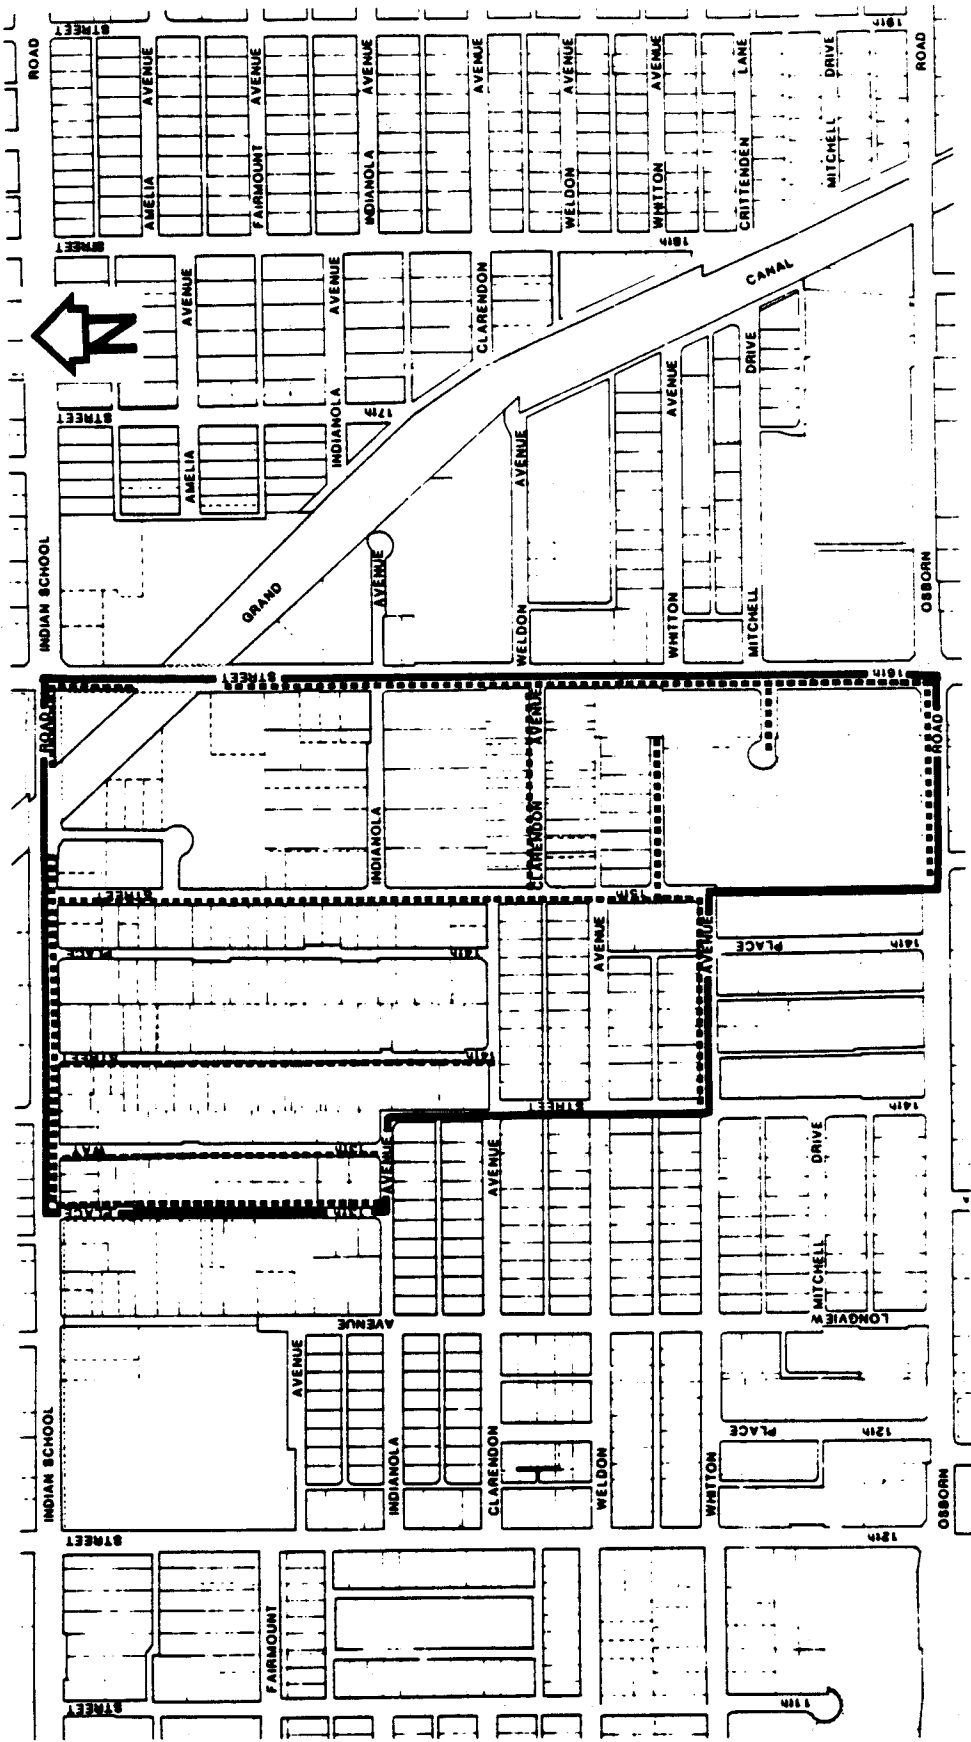 STREET
19th
ROAD
AVENUE
AVENUE
AVENUE
AVENUE
AVENUE
AVENUE
LANE
DRIVE
ROAD
AMELIA
FAIRMOUNT
INDIANOLA
WELDON
WHITTON
CRITTENDEN
MITCHELL
STREET
18th
AVENUE
AVENUE
CLARENDON
CANAL
N
STREET
17th
AMELIA
INDIANOLA
AVENUE
AVENUE
DRIVE
INDIAN SCHOOL
GRAND
AVENUE
WELDON
WHITTON
MITCHELL
OSBORN
STREET
16th
ROAD
AVENUE
ROAD
INDIANOLA
CLARENDON
STREET
15th
PLACE
14th
AVENUE
AVENUE
PLACE
14th
STREET
14th
STREET
14th
WAY
13th
AVENUE
AVENUE
DRIVE
PLACE
13th
MITCHELL
AVENUE
LONGVIEW
AVENUE
INDIAN SCHOOL
INDIANOLA
CLARENDON
WELDON
WHITTON
PLACE
12th
OSBORN
STREET
12th
FAIRMOUNT
STREET
11th